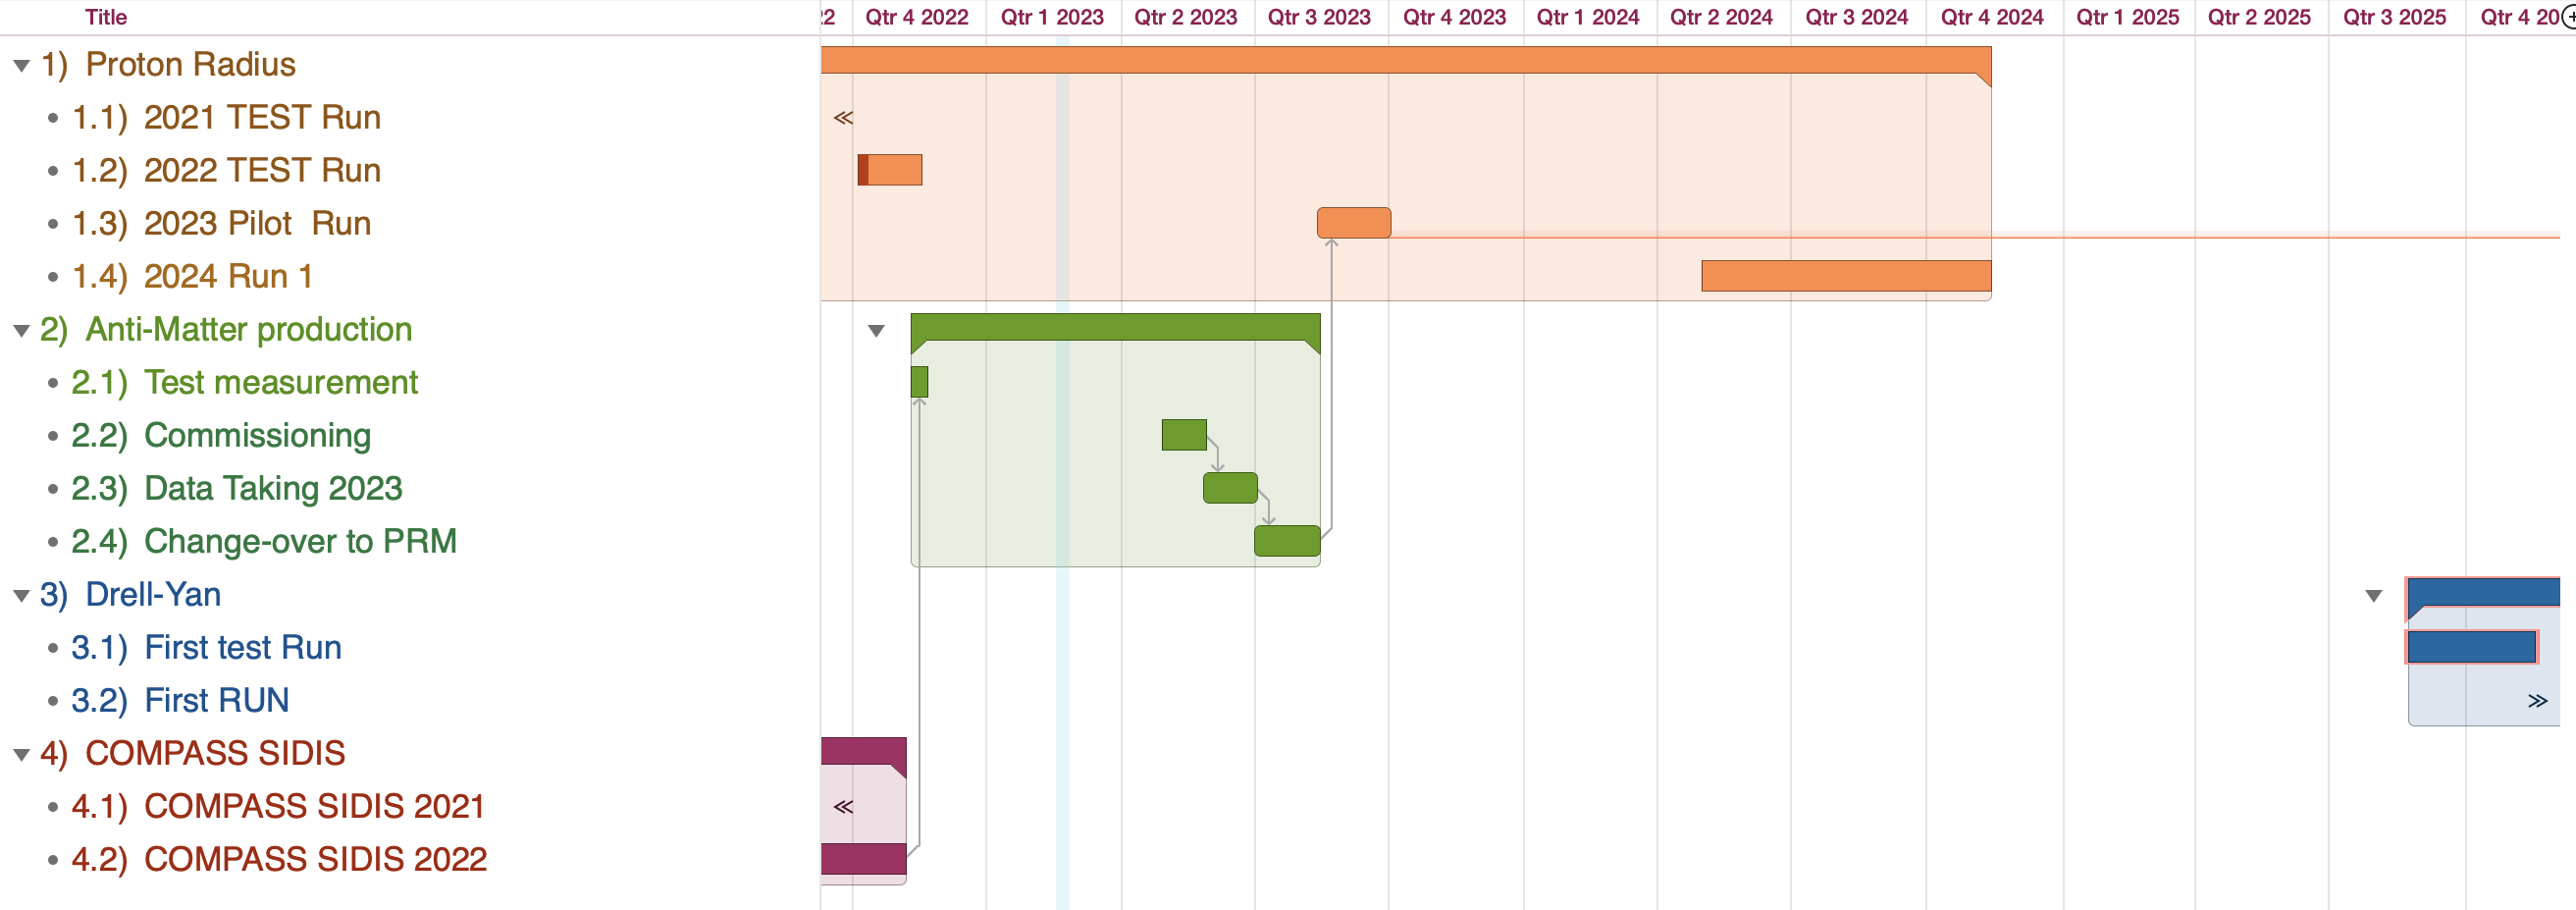 Title 22 Qtr 4 2022 Qtr 1 2023 Qtr 2 2023 Qtr 3 2023 Qtr 4 2023 Qtr 1 2024 Qtr 2 2024 Qtr 3 2024 Qtr 4 2024 Qtr 1 2025 Qtr 2 2025 Qtr 3 2025 Qtr 4 20
1) Proton Radius
1.1) 2021 TEST Run
1.2) 2022 TEST Run
1.3) 2023 Pilot  Run
1.4) 2024 Run 1
2) Anti-Matter production
2.1) Test measurement
2.2) Commissioning
2.3) Data Taking 2023
2.4) Change-over to PRM
3) Drell-Yan
3.1) First test Run
3.2) First RUN
4) COMPASS SIDIS
4.1) COMPASS SIDIS 2021
4.2) COMPASS SIDIS 2022